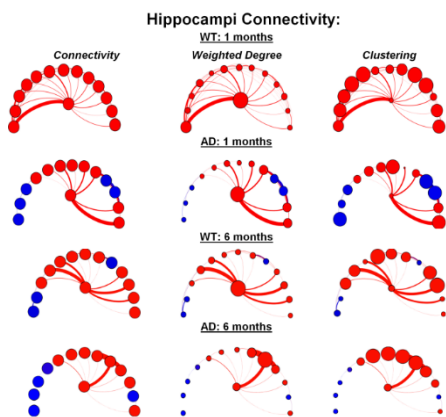 Hippocampi Connectivity:
WT: 1 months
Connectivity Weighted Degree Clustering
AD: 1 months
WT: 6 months
AD: 6 months